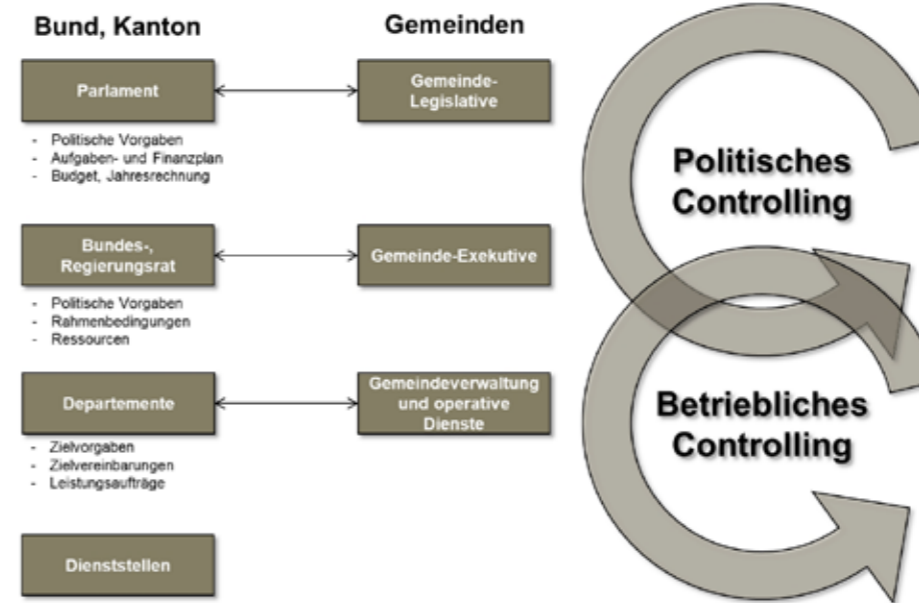 Bund, Kanton
Gemeinden
Parlament
Gemeinde-
Legislative
- Politische Vorgaben
- Aufgaben- und Finanzplan
- Budget, Jahresrechnung
Politisches
Controlling
Bundes-,
Regierungsrat
Gemeinde-Exekutive
- Politische Vorgaben
- Rahmenbedingungen
- Ressourcen
Departemente
Gemeindeverwaltung
und operative
Dienste
Betriebliches
Controlling
- Zielvorgaben
- Zielvereinbarungen
- Leistungsaufträge
Dienststellen